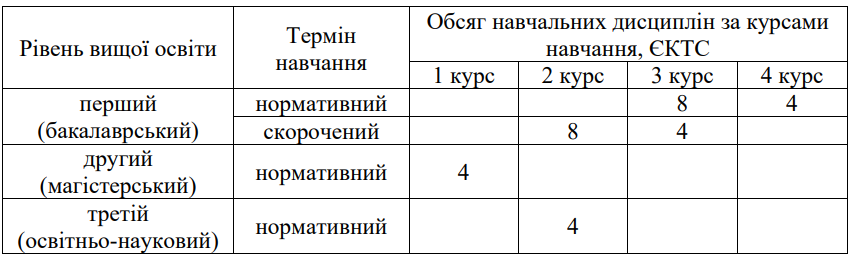 Рівень вищої освіти
Термін
навчання
Обсяг навчальних дисциплін за курсами
навчання, ЄКТС
1 курс 2 курс 3 курс 4 курс
перший
(бакалаврський)
нормативний 8 4
скорочений 8 4
другий
(магістерський)
нормативний 4
третій
(освітньо-науковий)
нормативний 4